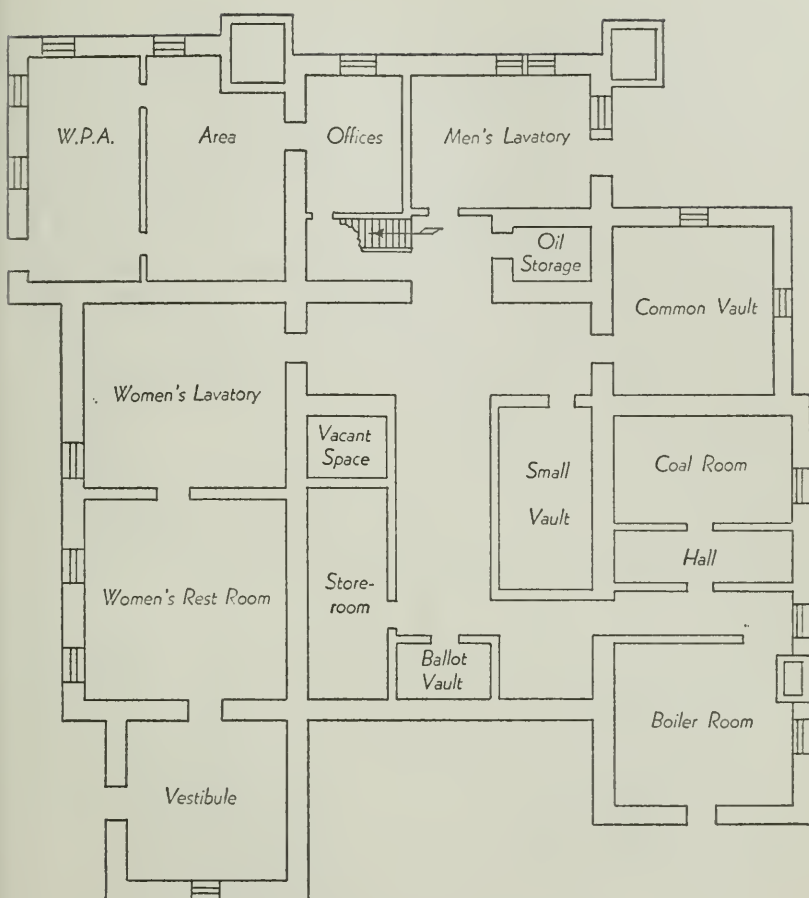 W.P.A.
Area
Offices
Men's Lavatory
Oil
Storage
Common Vault
Women's Lavatory
Vacant
Space
Small
Vault
Coal Room
Hall
Women's Rest Room
Store-
room
Ballot
Vault
Boiler Room
Vestibule